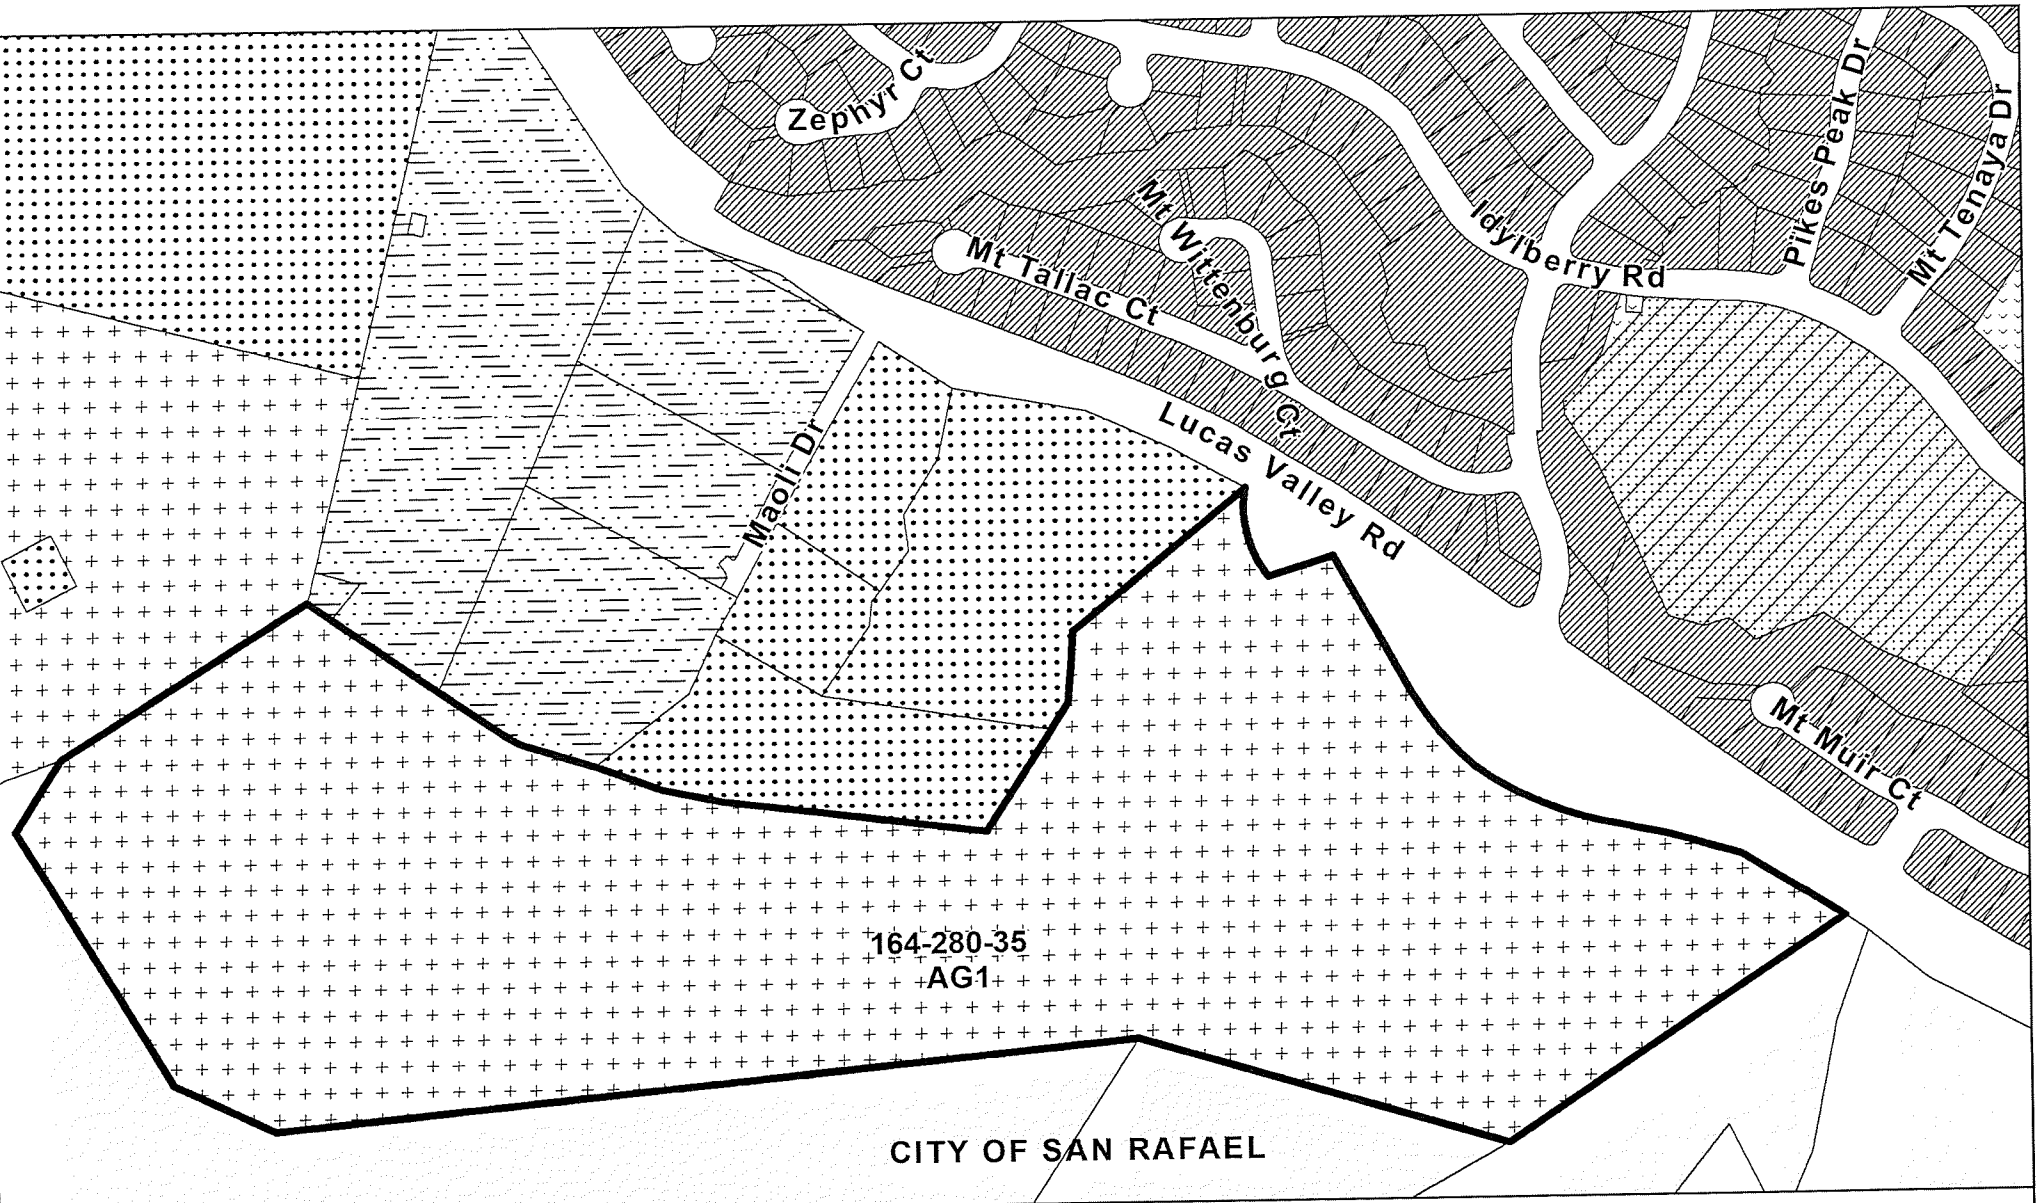 Zephyr Ct
Pikes Peak Dr
Mt Tenaya Dr
Mt Wittenburg Ct
Idylberry Rd
Mt Tallac Ct
Lucas Valley Rd
Maoli Dr
Mt Muir Ct
164-280-35
AG1
CITY OF SAN RAFAEL